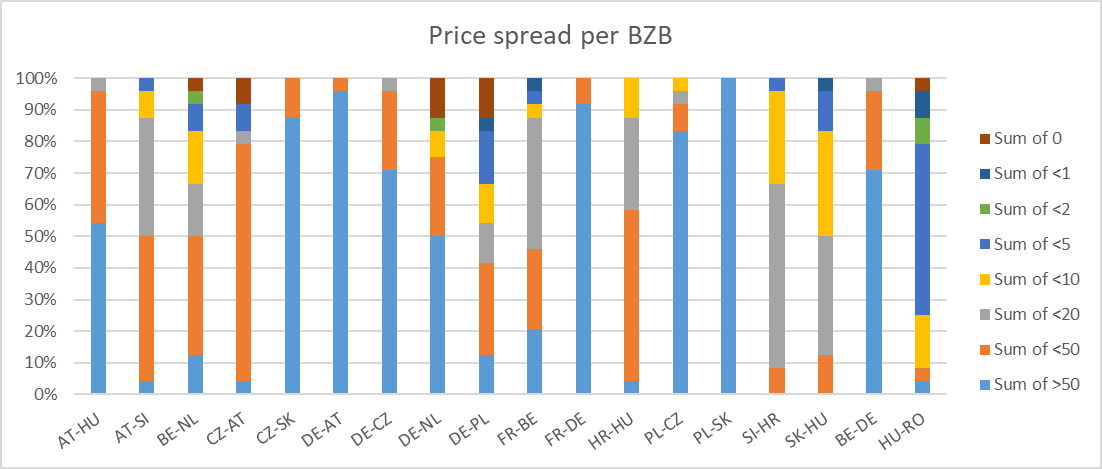 Price spread per BZB
100%
90%
80%
70%
60%
50%
40%
30%
20%
10%
0%
AT-HU
AT-SI
BE-NL
CZ-AT
CZ-SK
DE-AT
DE-CZ
DE-NL
DE-PL
FR-BE
FR-DE
HR-HU
PL-CZ
PL-SK
SI-HR
SK-HU
BE-DE
HU-RO
Sum of 0
Sum of <1
Sum of <2
Sum of <5
Sum of <10
Sum of <20
Sum of <50
Sum of >50